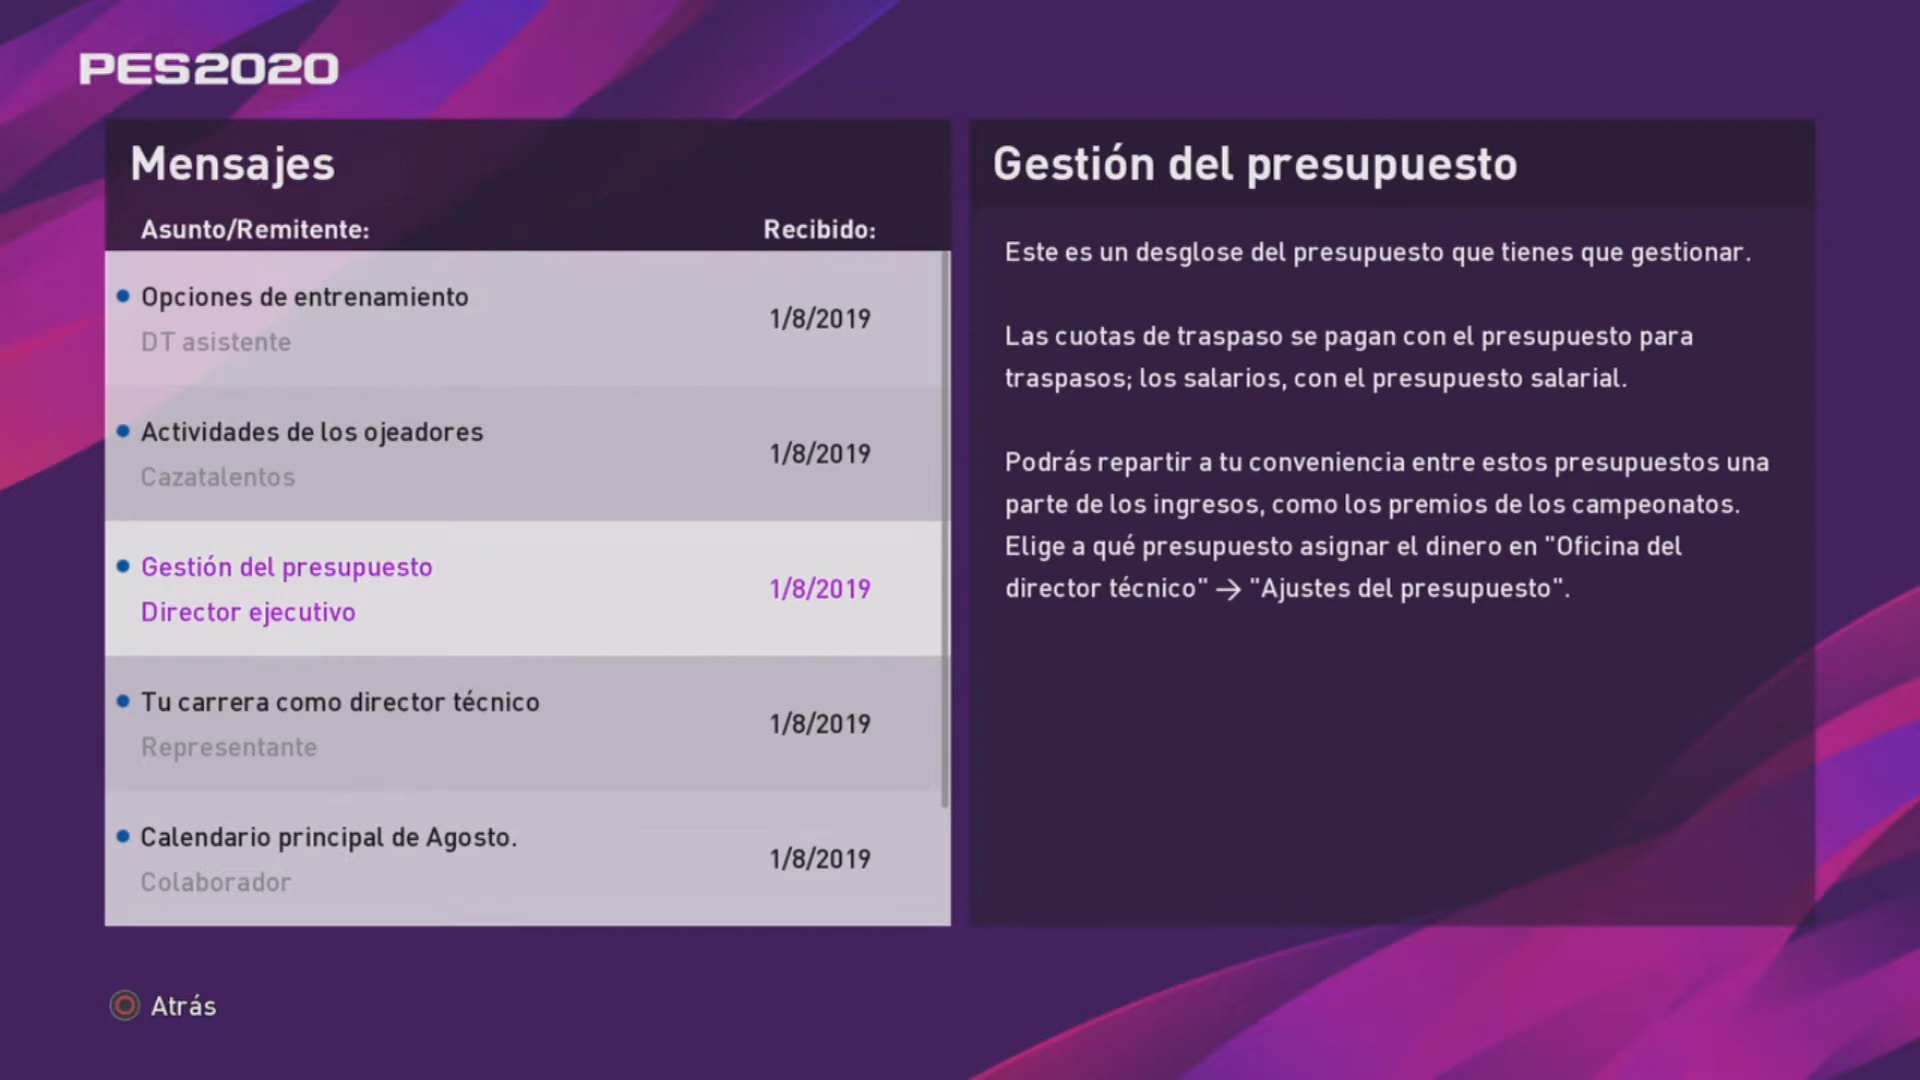 PES2020
Mensajes
Asunto/Remitente: Recibido:
Opciones de entrenamiento
DT asistente
1/8/2019
Actividades de los ojeadores
Cazatalentos
1/8/2019
Gestión del presupuesto
Director ejecutivo
1/8/2019
Tu carrera como director técnico
Representante
1/8/2019
Calendario principal de Agosto.
Colaborador
1/8/2019
Gestión del presupuesto
Este es un desglose del presupuesto que tienes que gestionar.
Las cuotas de traspaso se pagan con el presupuesto para
traspasos; los salarios, con el presupuesto salarial.
Podrás repartir a tu conveniencia entre estos presupuestos una
parte de los ingresos, como los premios de los campeonatos.
Elige a qué presupuesto asignar el dinero en "Oficina del
director técnico" → "Ajustes del presupuesto".
Atrás